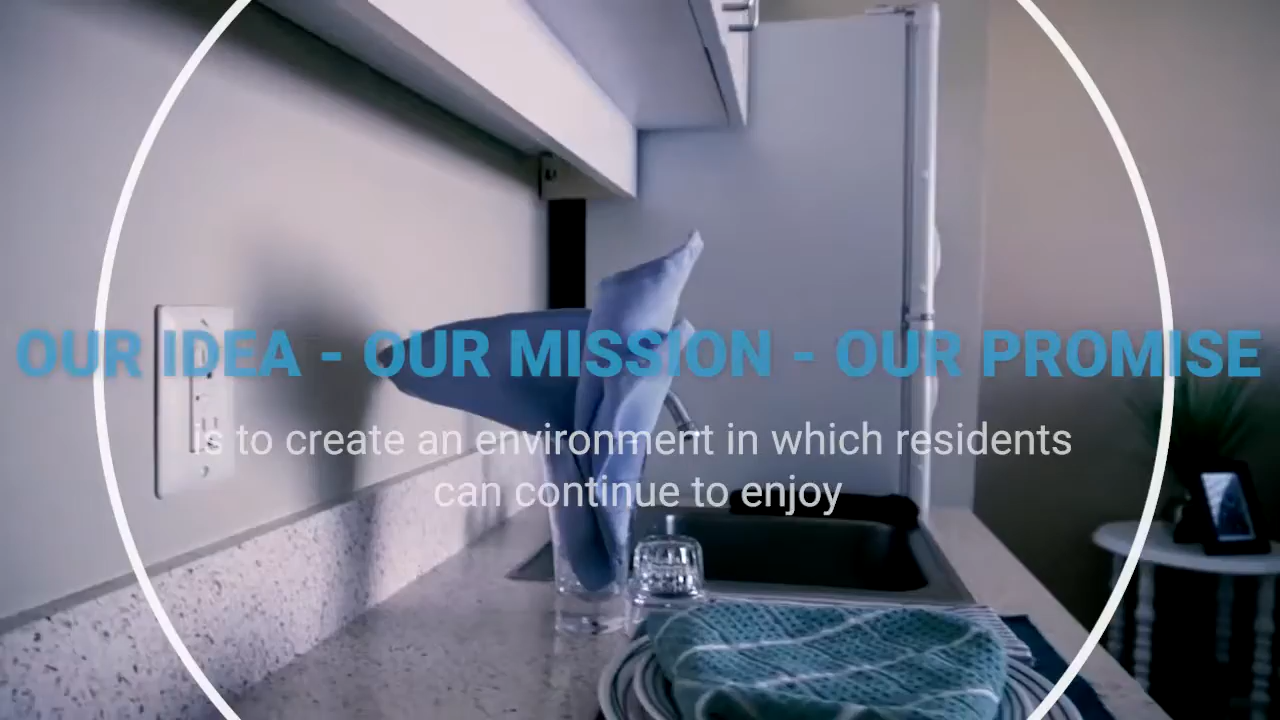 OUR IDEA - OUR MISSION - OUR PROMISE
is to create an environment in which residents
can continue to enjoy